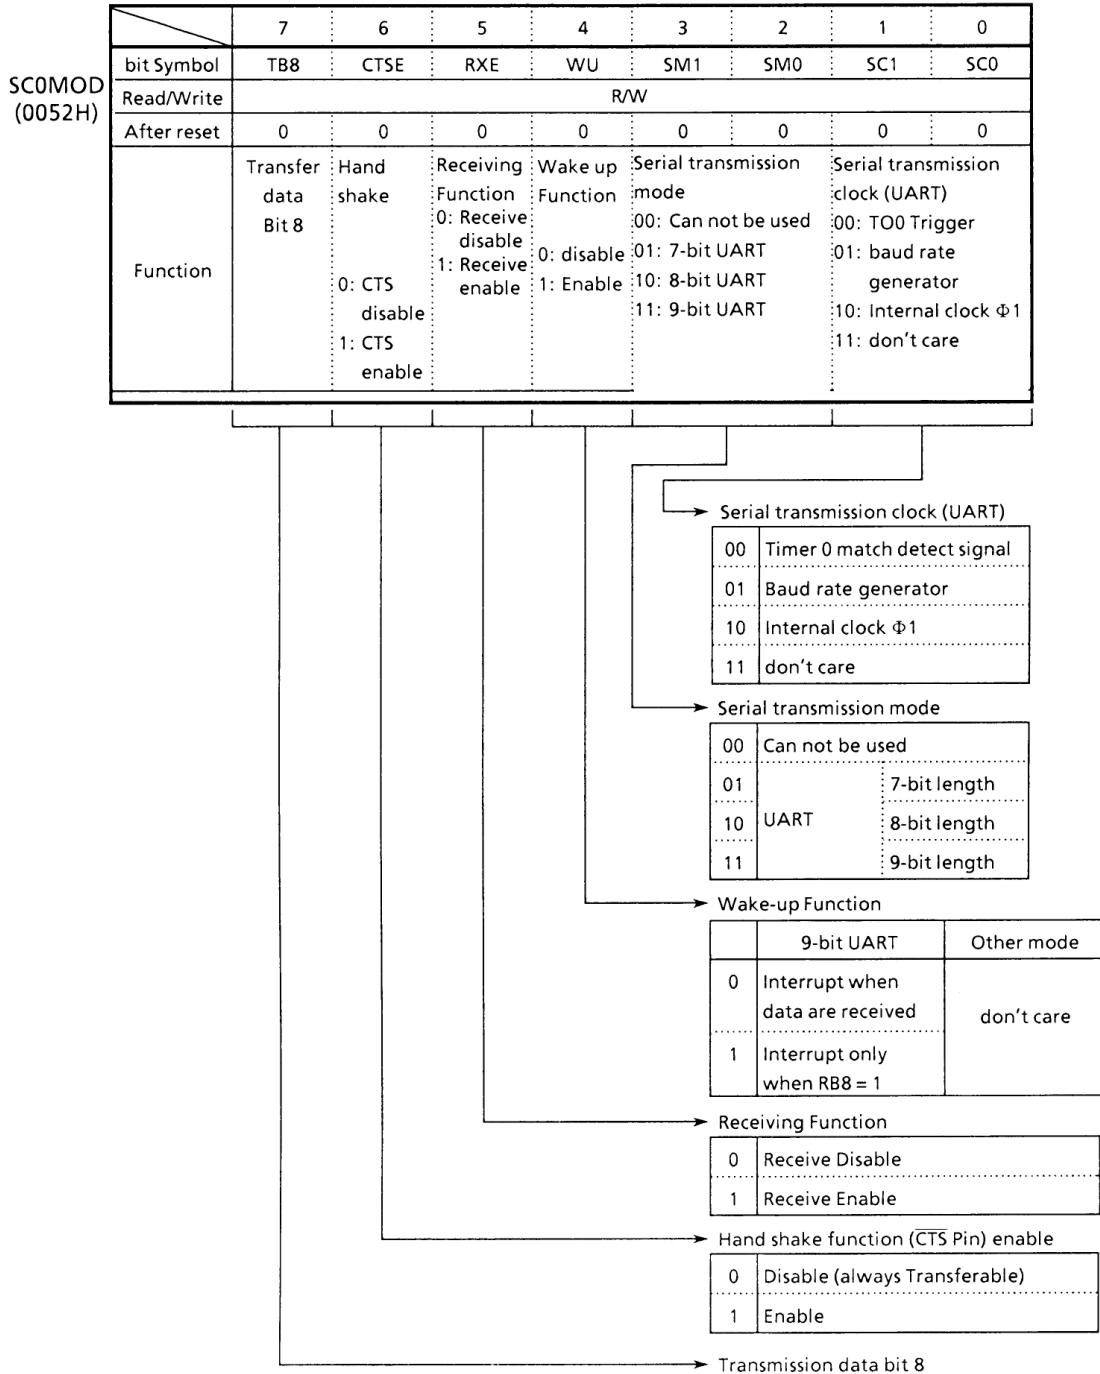 7 6 5 4 3 2 1 0
bit Symbol TB8 CTSE RXE WU SM1 SM0 SC1 SC0
SC0MOD
(0052H)
Read/Write R/W
After reset 0 0 0 0 0 0 0 0
Function
Transfer
data
Bit 8
Hand
shake
0: CTS
disable
1: CTS
enable
Receiving
Function
0: Receive
disable
1: Receive
enable
Wake up
Function
0: disable
1: Enable
Serial transmission
mode
00: Can not be used
01: 7-bit UART
10: 8-bit UART
11: 9-bit UART
Serial transmission
clock (UART)
00: TO0 Trigger
01: baud rate
generator
10: Internal clock Φ1
11: don't care
Serial transmission clock (UART)
00 Timer 0 match detect signal
01 Baud rate generator
10 Internal clock Φ1
11 don't care
Serial transmission mode
00 Can not be used
01 7-bit length
10 UART 8-bit length
11 9-bit length
Wake-up Function
9-bit UART Other mode
0 Interrupt when
data are received
don't care
1 Interrupt only
when RB8 = 1
Receiving Function
0 Receive Disable
1 Receive Enable
Hand shake function (C̅T̅S̅ Pin) enable
0 Disable (always Transferable)
1 Enable
Transmission data bit 8